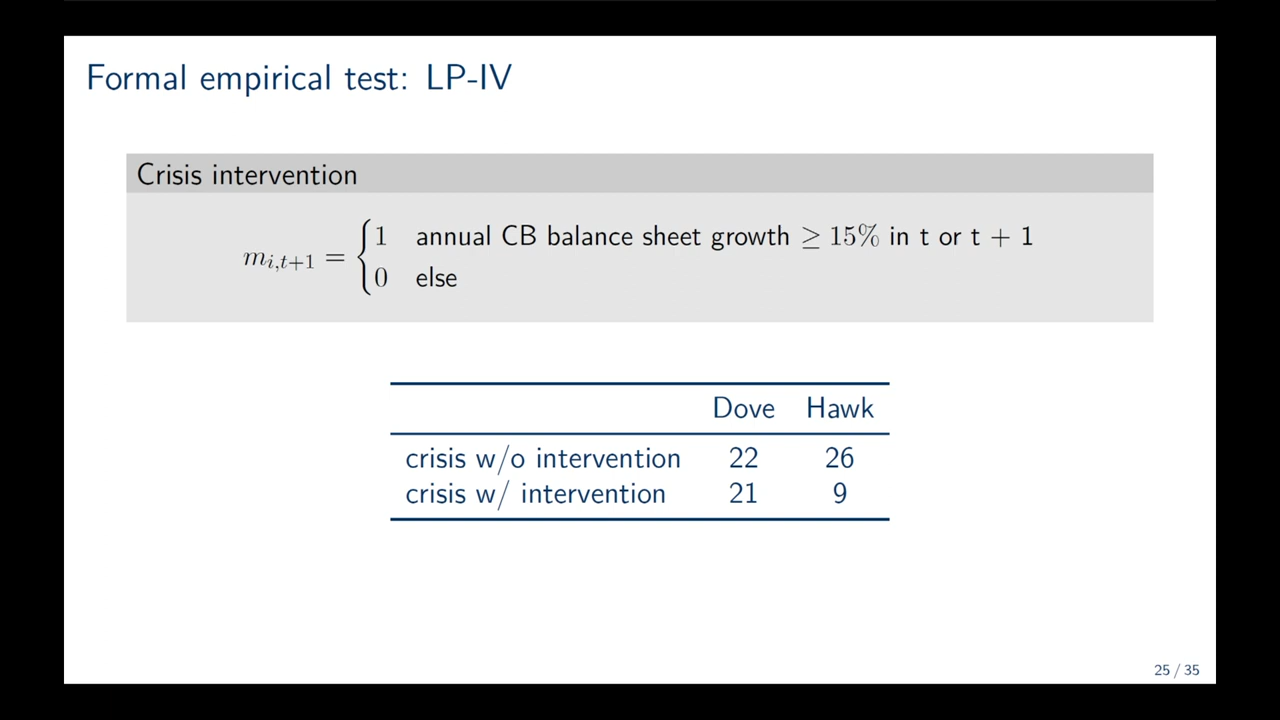 Formal empirical test: LP-IV
Crisis intervention
m_{i,t+1} = { 1 annual CB balance sheet growth ≥ 15% in t or t + 1
0 else
Dove Hawk
crisis w/o intervention 22 26
crisis w/ intervention 21 9
25 / 35